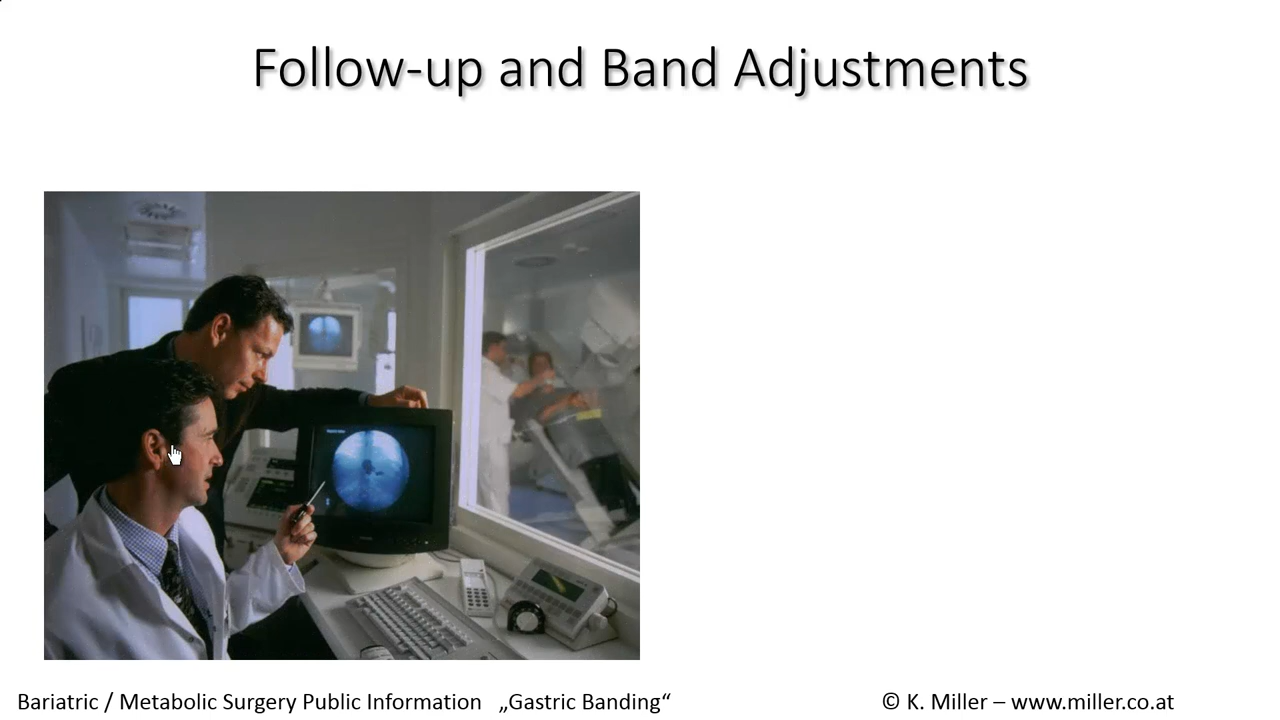 Follow-up and Band Adjustments
Bariatric / Metabolic Surgery Public Information „Gastric Banding“
© K. Miller – www.miller.co.at